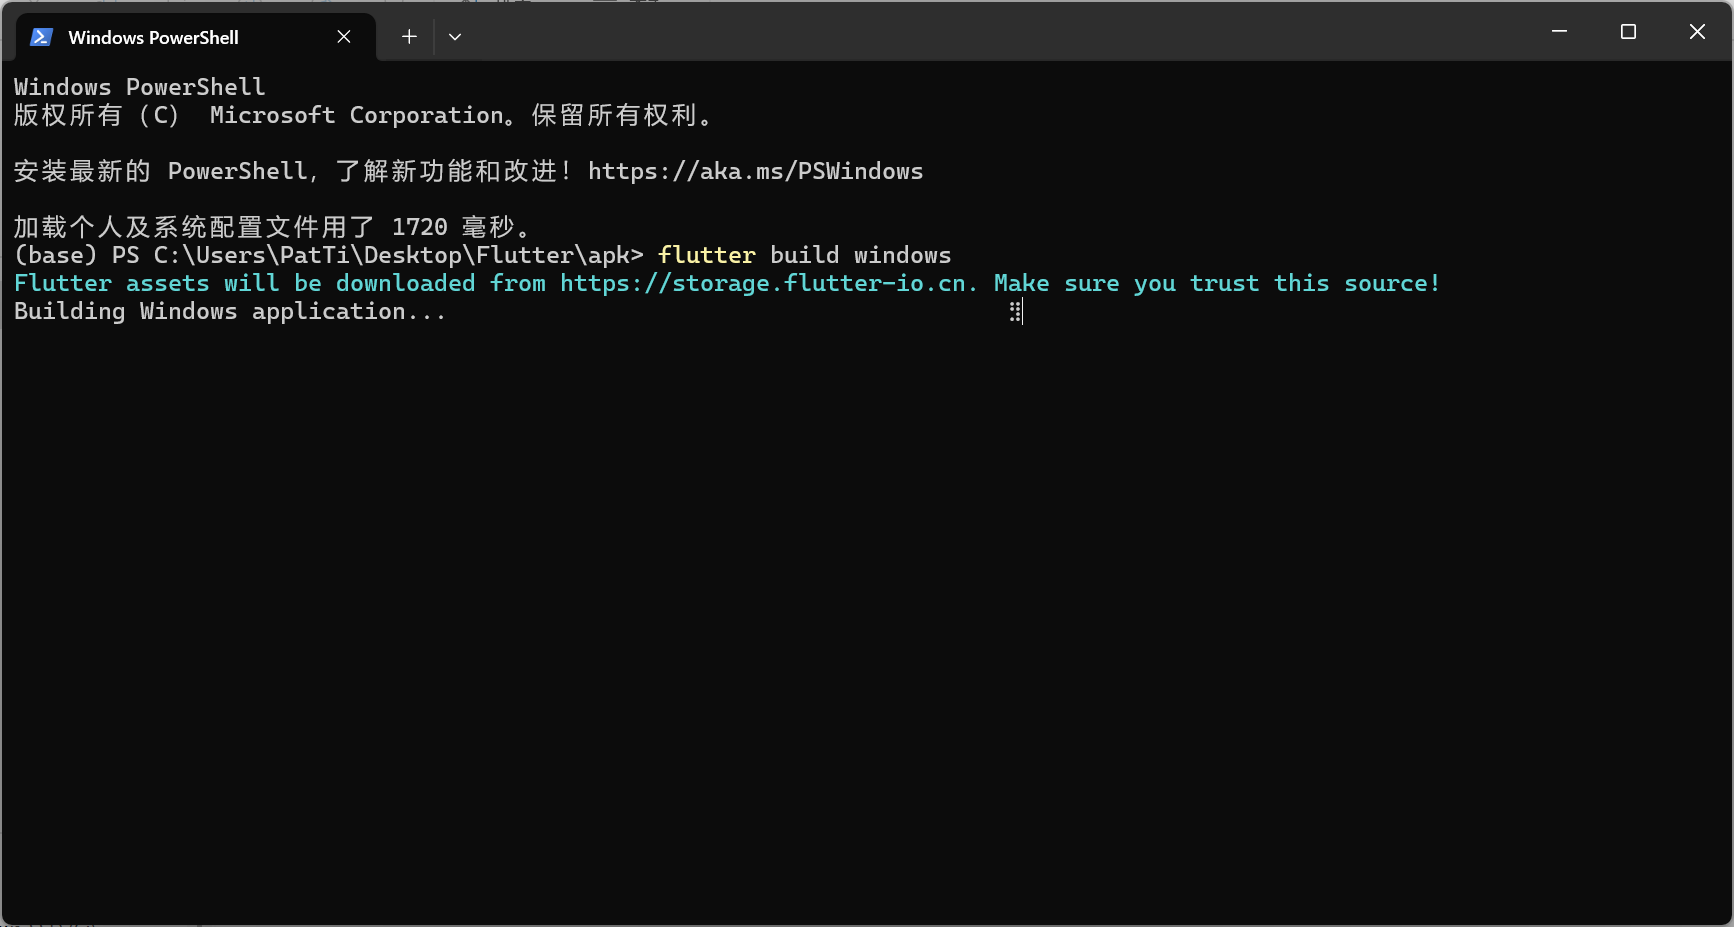 Windows PowerShell
Windows PowerShell
版权所有（C） Microsoft Corporation。保留所有权利。
安装最新的 PowerShell，了解新功能和改进！https://aka.ms/PSWindows
加载个人及系统配置文件用了 1720 毫秒。
(base) PS C:\Users\PatTi\Desktop\Flutter\apk> flutter build windows
Flutter assets will be downloaded from https://storage.flutter-io.cn. Make sure you trust this source!
Building Windows application...